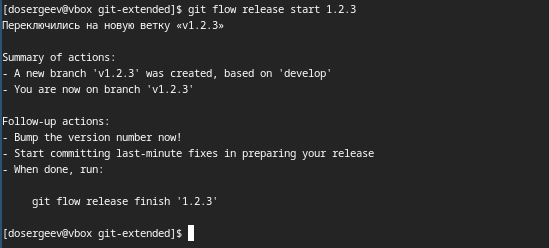 [dosergeev@vbox git-extended]$ git flow release start 1.2.3
Переключились на новую ветку «v1.2.3»
Summary of actions:
- A new branch 'v1.2.3' was created, based on 'develop'
- You are now on branch 'v1.2.3'
Follow-up actions:
- Bump the version number now!
- Start committing last-minute fixes in preparing your release
- When done, run:
git flow release finish '1.2.3'
[dosergeev@vbox git-extended]$